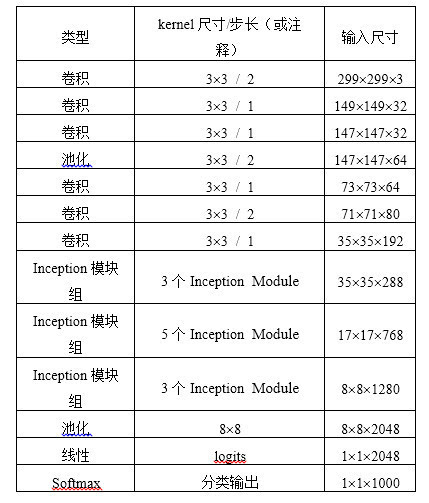 类型 kernel 尺寸/步长（或注释） 输入尺寸
卷积 3×3 / 2 299×299×3
卷积 3×3 / 1 149×149×32
卷积 3×3 / 1 147×147×32
池化 3×3 / 2 147×147×64
卷积 3×3 / 1 73×73×64
卷积 3×3 / 2 71×71×80
卷积 3×3 / 1 35×35×192
Inception 模块组 3 个 Inception Module 35×35×288
Inception 模块组 5 个 Inception Module 17×17×768
Inception 模块组 3 个 Inception Module 8×8×1280
池化 8×8 8×8×2048
线性 logits 1×1×2048
Softmax 分类输出 1×1×1000